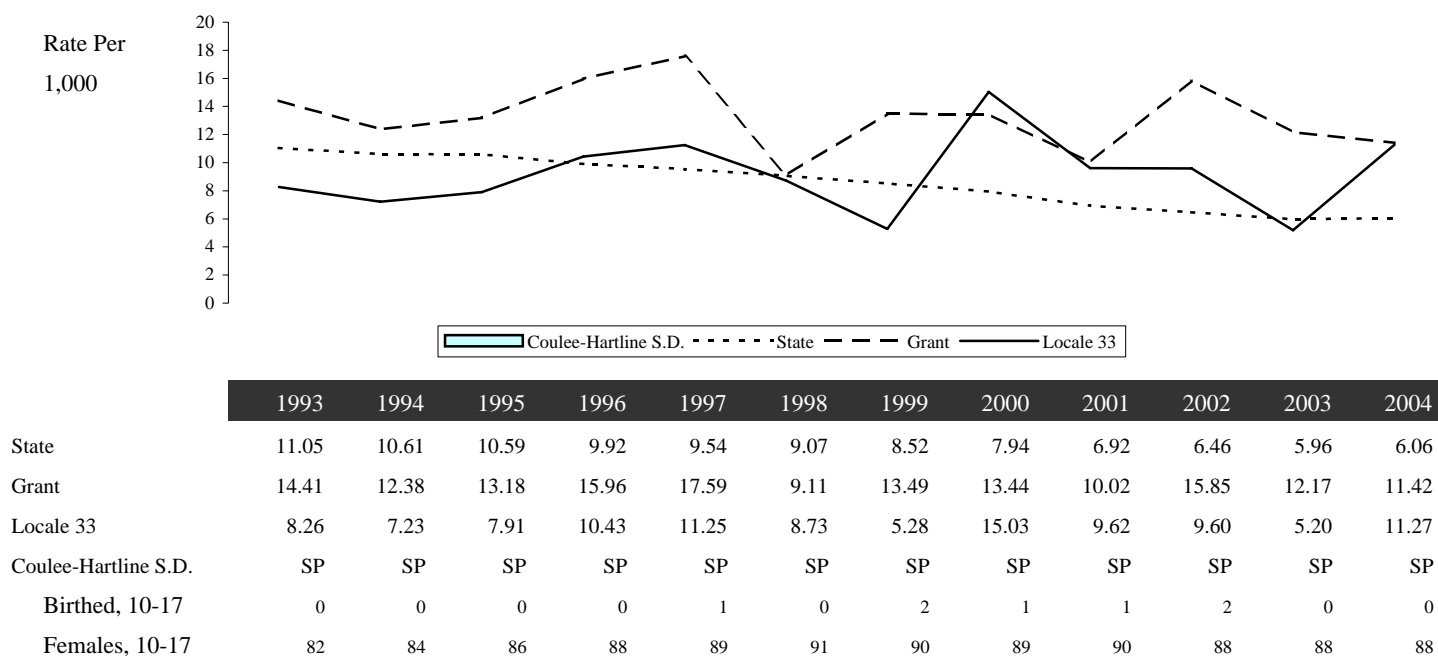 Rate Per
1,000
20
18
16
14
12
10
8
6
4
2
0
Coulee-Hartline S.D. State Grant Locale 33
1993 1994 1995 1996 1997 1998 1999 2000 2001 2002 2003 2004
State 11.05 10.61 10.59 9.92 9.54 9.07 8.52 7.94 6.92 6.46 5.96 6.06
Grant 14.41 12.38 13.18 15.96 17.59 9.11 13.49 13.44 10.02 15.85 12.17 11.42
Locale 33 8.26 7.23 7.91 10.43 11.25 8.73 5.28 15.03 9.62 9.60 5.20 11.27
Coulee-Hartline S.D. SP SP SP SP SP SP SP SP SP SP SP SP
Birthed, 10-17 0 0 0 0 1 0 2 1 1 2 0 0
Females, 10-17 82 84 86 88 89 91 90 89 90 88 88 88